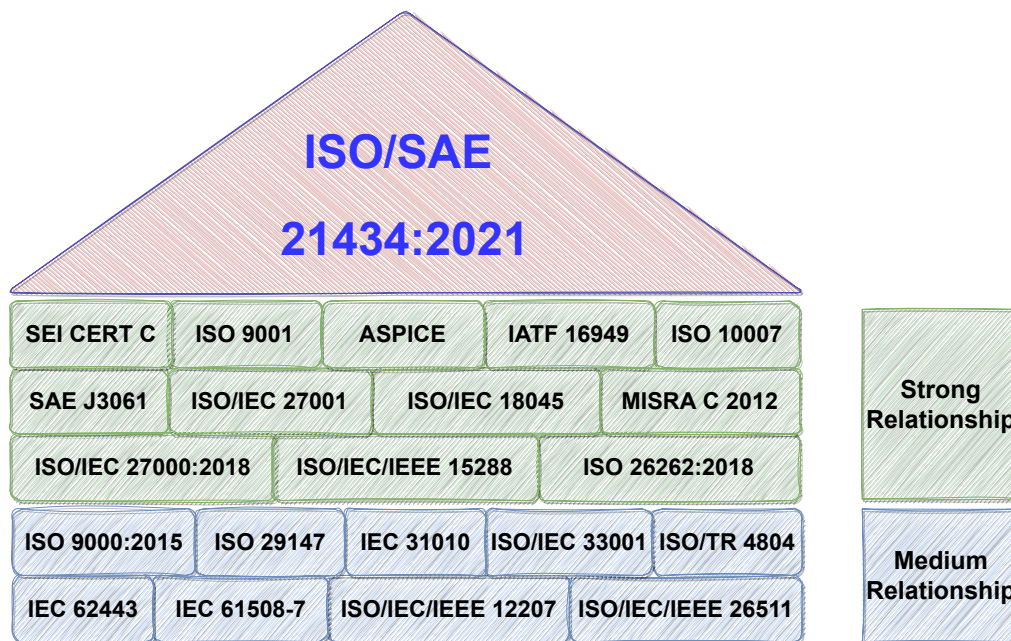 ISO/SAE
21434:2021
SEI CERT C
ISO 9001
ASPICE
IATF 16949
ISO 10007
SAE J3061
ISO/IEC 27001
ISO/IEC 18045
MISRA C 2012
ISO/IEC 27000:2018
ISO/IEC/IEEE 15288
ISO 26262:2018
Strong
Relationship
ISO 9000:2015
ISO 29147
IEC 31010
ISO/IEC 33001
ISO/TR 4804
IEC 62443
IEC 61508-7
ISO/IEC/IEEE 12207
ISO/IEC/IEEE 26511
Medium
Relationship